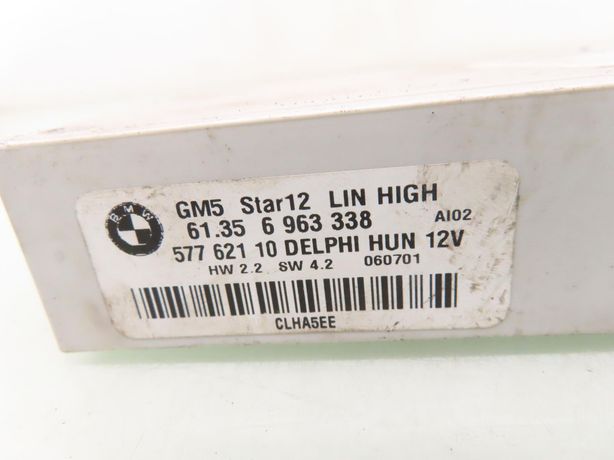 BMW
GM5 Star12 LIN HIGH
61.35 6 963 338 AI02
577 621 10 DELPHI HUN 12V
HW 2.2 SW 4.2 060701
CLHA5EE